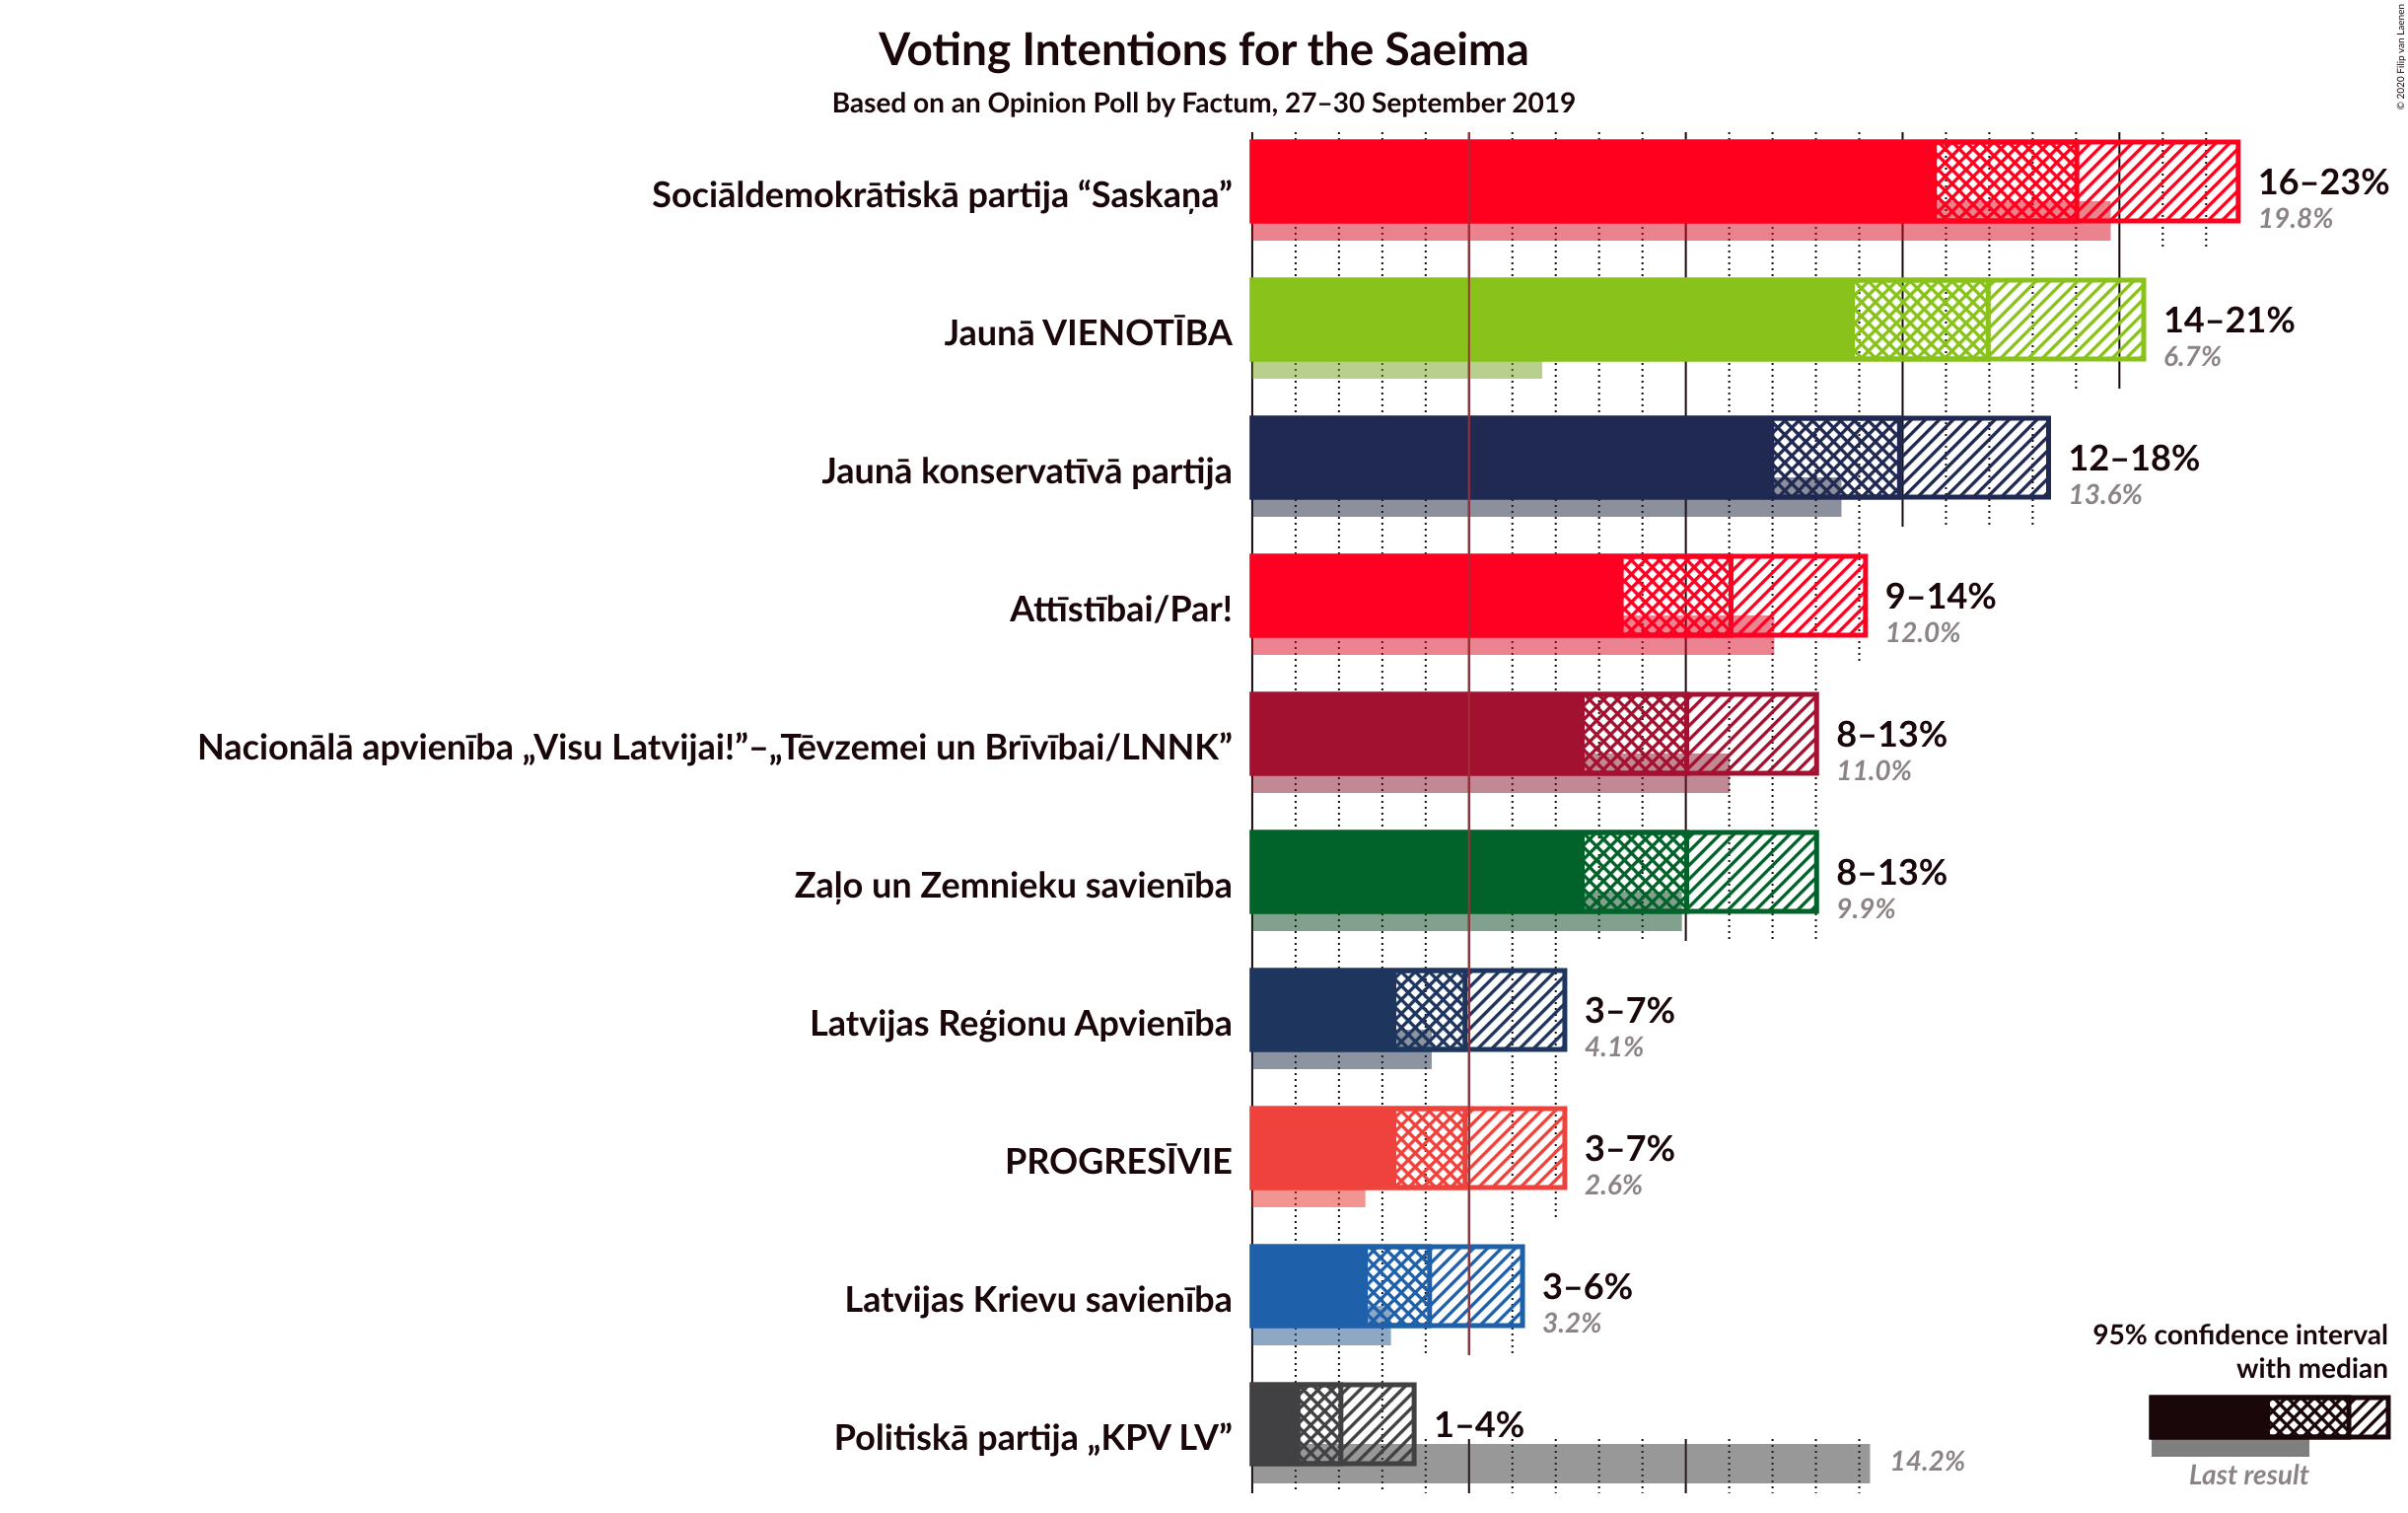 Voting Intentions for the Saeima
Based on an Opinion Poll by Factum, 27–30 September 2019
© 2020 Filip van Laenen
Sociāldemokrātiskā partija “Saskaņa”
16–23%
19.8%
Jaunā VIENOTĪBA
14–21%
6.7%
Jaunā konservatīvā partija
12–18%
13.6%
Attīstībai/Par!
9–14%
12.0%
Nacionālā apvienība „Visu Latvijai!”–„Tēvzemei un Brīvībai/LNNK”
8–13%
11.0%
Zaļo un Zemnieku savienība
8–13%
9.9%
Latvijas Reģionu Apvienība
3–7%
4.1%
PROGRESĪVIE
3–7%
2.6%
Latvijas Krievu savienība
3–6%
3.2%
Politiskā partija „KPV LV”
1–4%
14.2%
95% confidence interval
with median
Last result